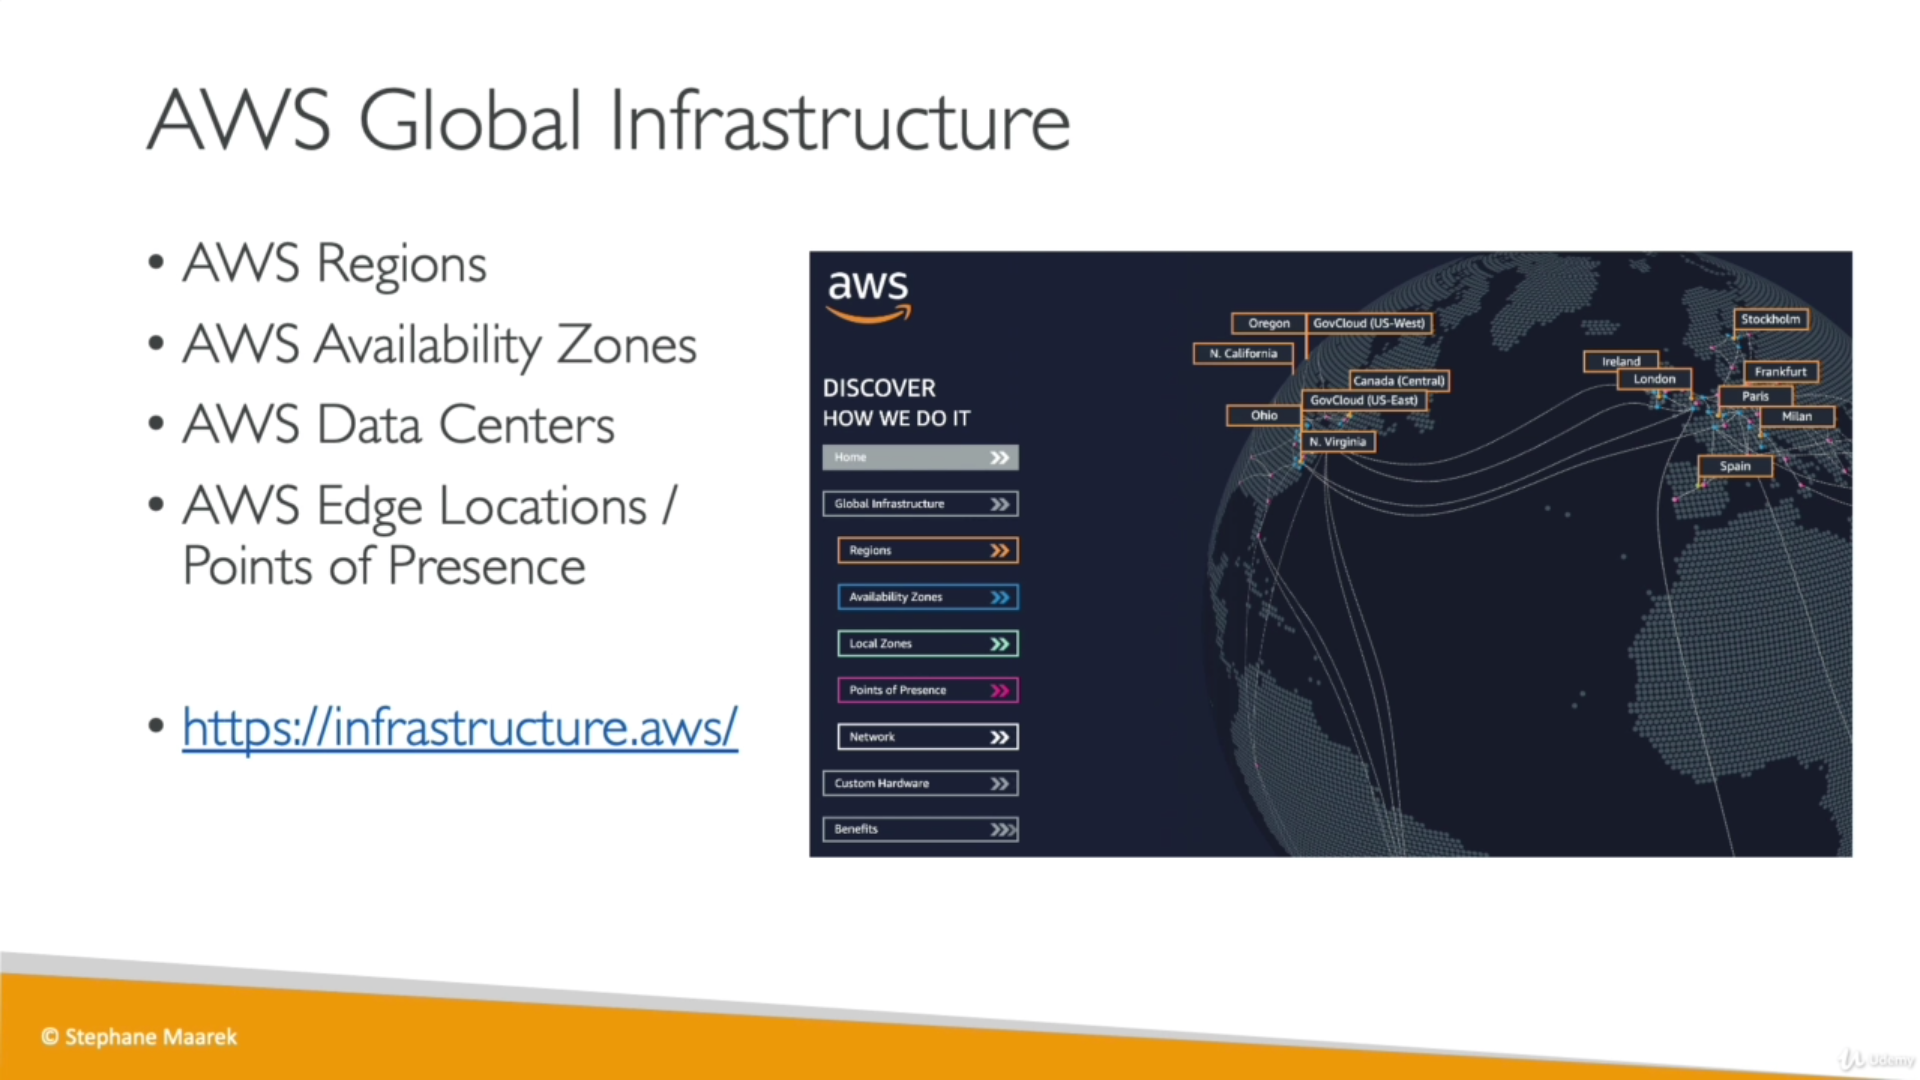 AWS Global Infrastructure
• AWS Regions
• AWS Availability Zones
• AWS Data Centers
• AWS Edge Locations /
Points of Presence
• https://infrastructure.aws/
aws
DISCOVER
HOW WE DO IT
Home
Global Infrastructure
Regions
Availability Zones
Local Zones
Points of Presence
Network
Custom Hardware
Benefits
Oregon
GovCloud (US-West)
N. California
Canada (Central)
GovCloud (US-East)
Ohio
N. Virginia
Stockholm
Ireland
London
Frankfurt
Paris
Milan
Spain
© Stephane Maarek
Udemy